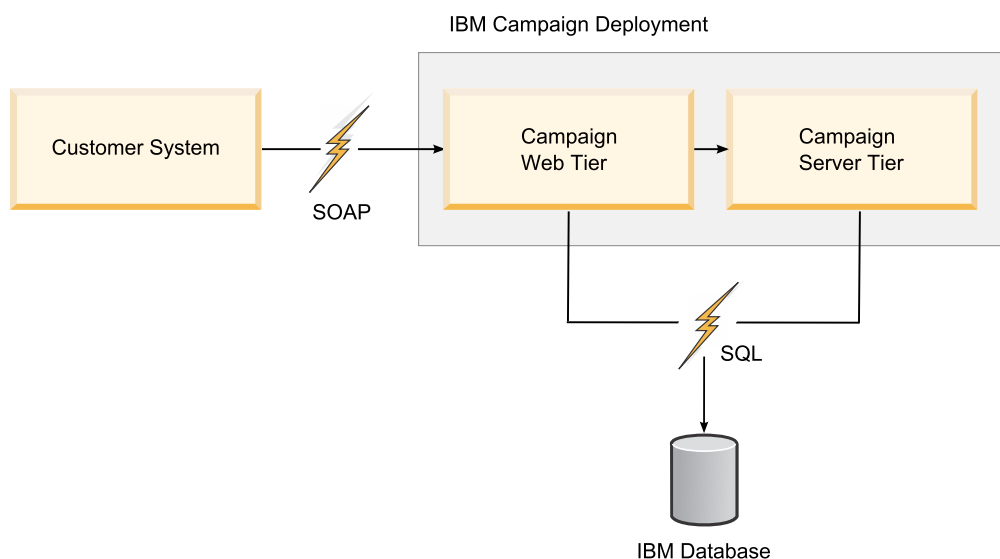 IBM Campaign Deployment
Customer System
SOAP
Campaign
Web Tier
Campaign
Server Tier
SQL
IBM Database